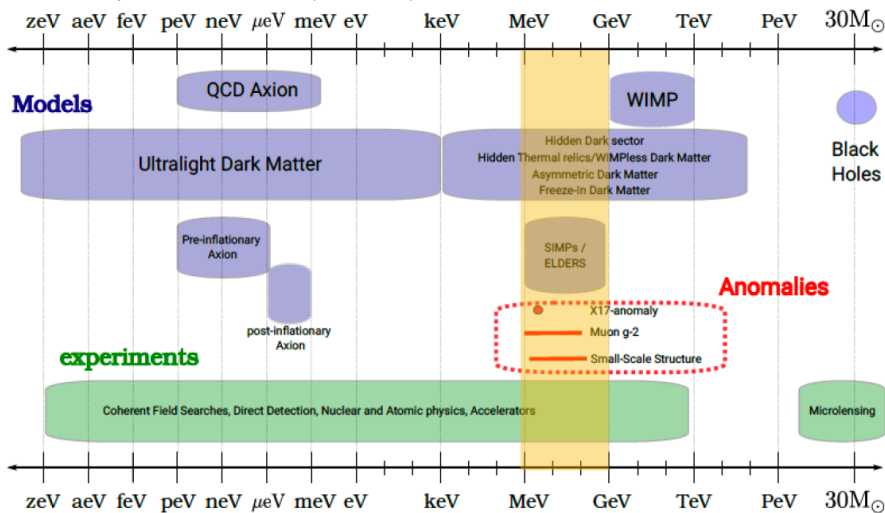 zeV aeV feV peV neV μeV meV eV keV MeV GeV TeV PeV 30M⊙
QCD Axion
WIMP
Models
Hidden Dark sector
Ultralight Dark Matter
Hidden Thermal relics/WIMPless Dark Matter
Asymmetric Dark Matter
Freeze-In Dark Matter
Black
Holes
Pre-inflationary
Axion
SIMPs /
ELDERS
Anomalies
X17-anomaly
post-inflationary
Axion
Muon g-2
experiments
Small-Scale Structure
Coherent Field Searches, Direct Detection, Nuclear and Atomic physics, Accelerators
Microlensing
zeV aeV feV peV neV μeV meV eV keV MeV GeV TeV PeV 30M⊙